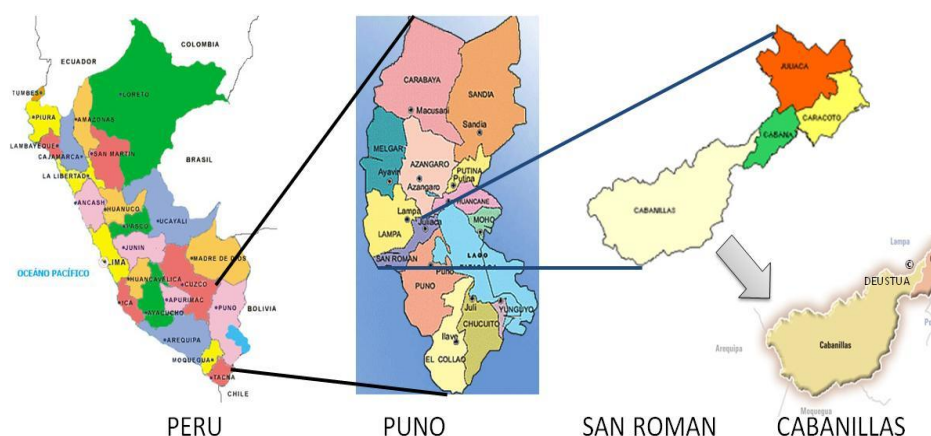 COLOMBIA
ECUADOR
TUMBES
LORETO
PIURA
AMAZONAS
LAMBAYEQUE
CAJAMARCA
SAN MARTIN
BRASIL
LA LIBERTAD
ANCASH
HUANUCO
UCAYALI
PASCO
JUNIN
LIMA
MADRE DE DIOS
OCEÁNO PACÍFICO
HUANCAVELICA
CUZCO
ICA
APURIMAC
AYACUCHO
PUNO
BOLIVIA
AREQUIPA
MOQUEGUA
TACNA
CHILE
PERU
CARABAYA
SANDIA
Macusani
Sandia
MELGAR
AZANGARO
PUTINA
Ayaviri
Putina
Azangaro
HUANCANE
Lampa
Juliaca
MOHO
LAMPA
SAN ROMAN
LAGO
Puno
PUNO
Juli
YUNGUYO
CHUCUITO
Ilave
EL COLLAO
PUNO
JULIACA
CARACOTO
CABANA
CABANILLAS
SAN ROMAN
Lampa
DEUSTUA
Arequipa
Cabanillas
Moquegua
CABANILLAS